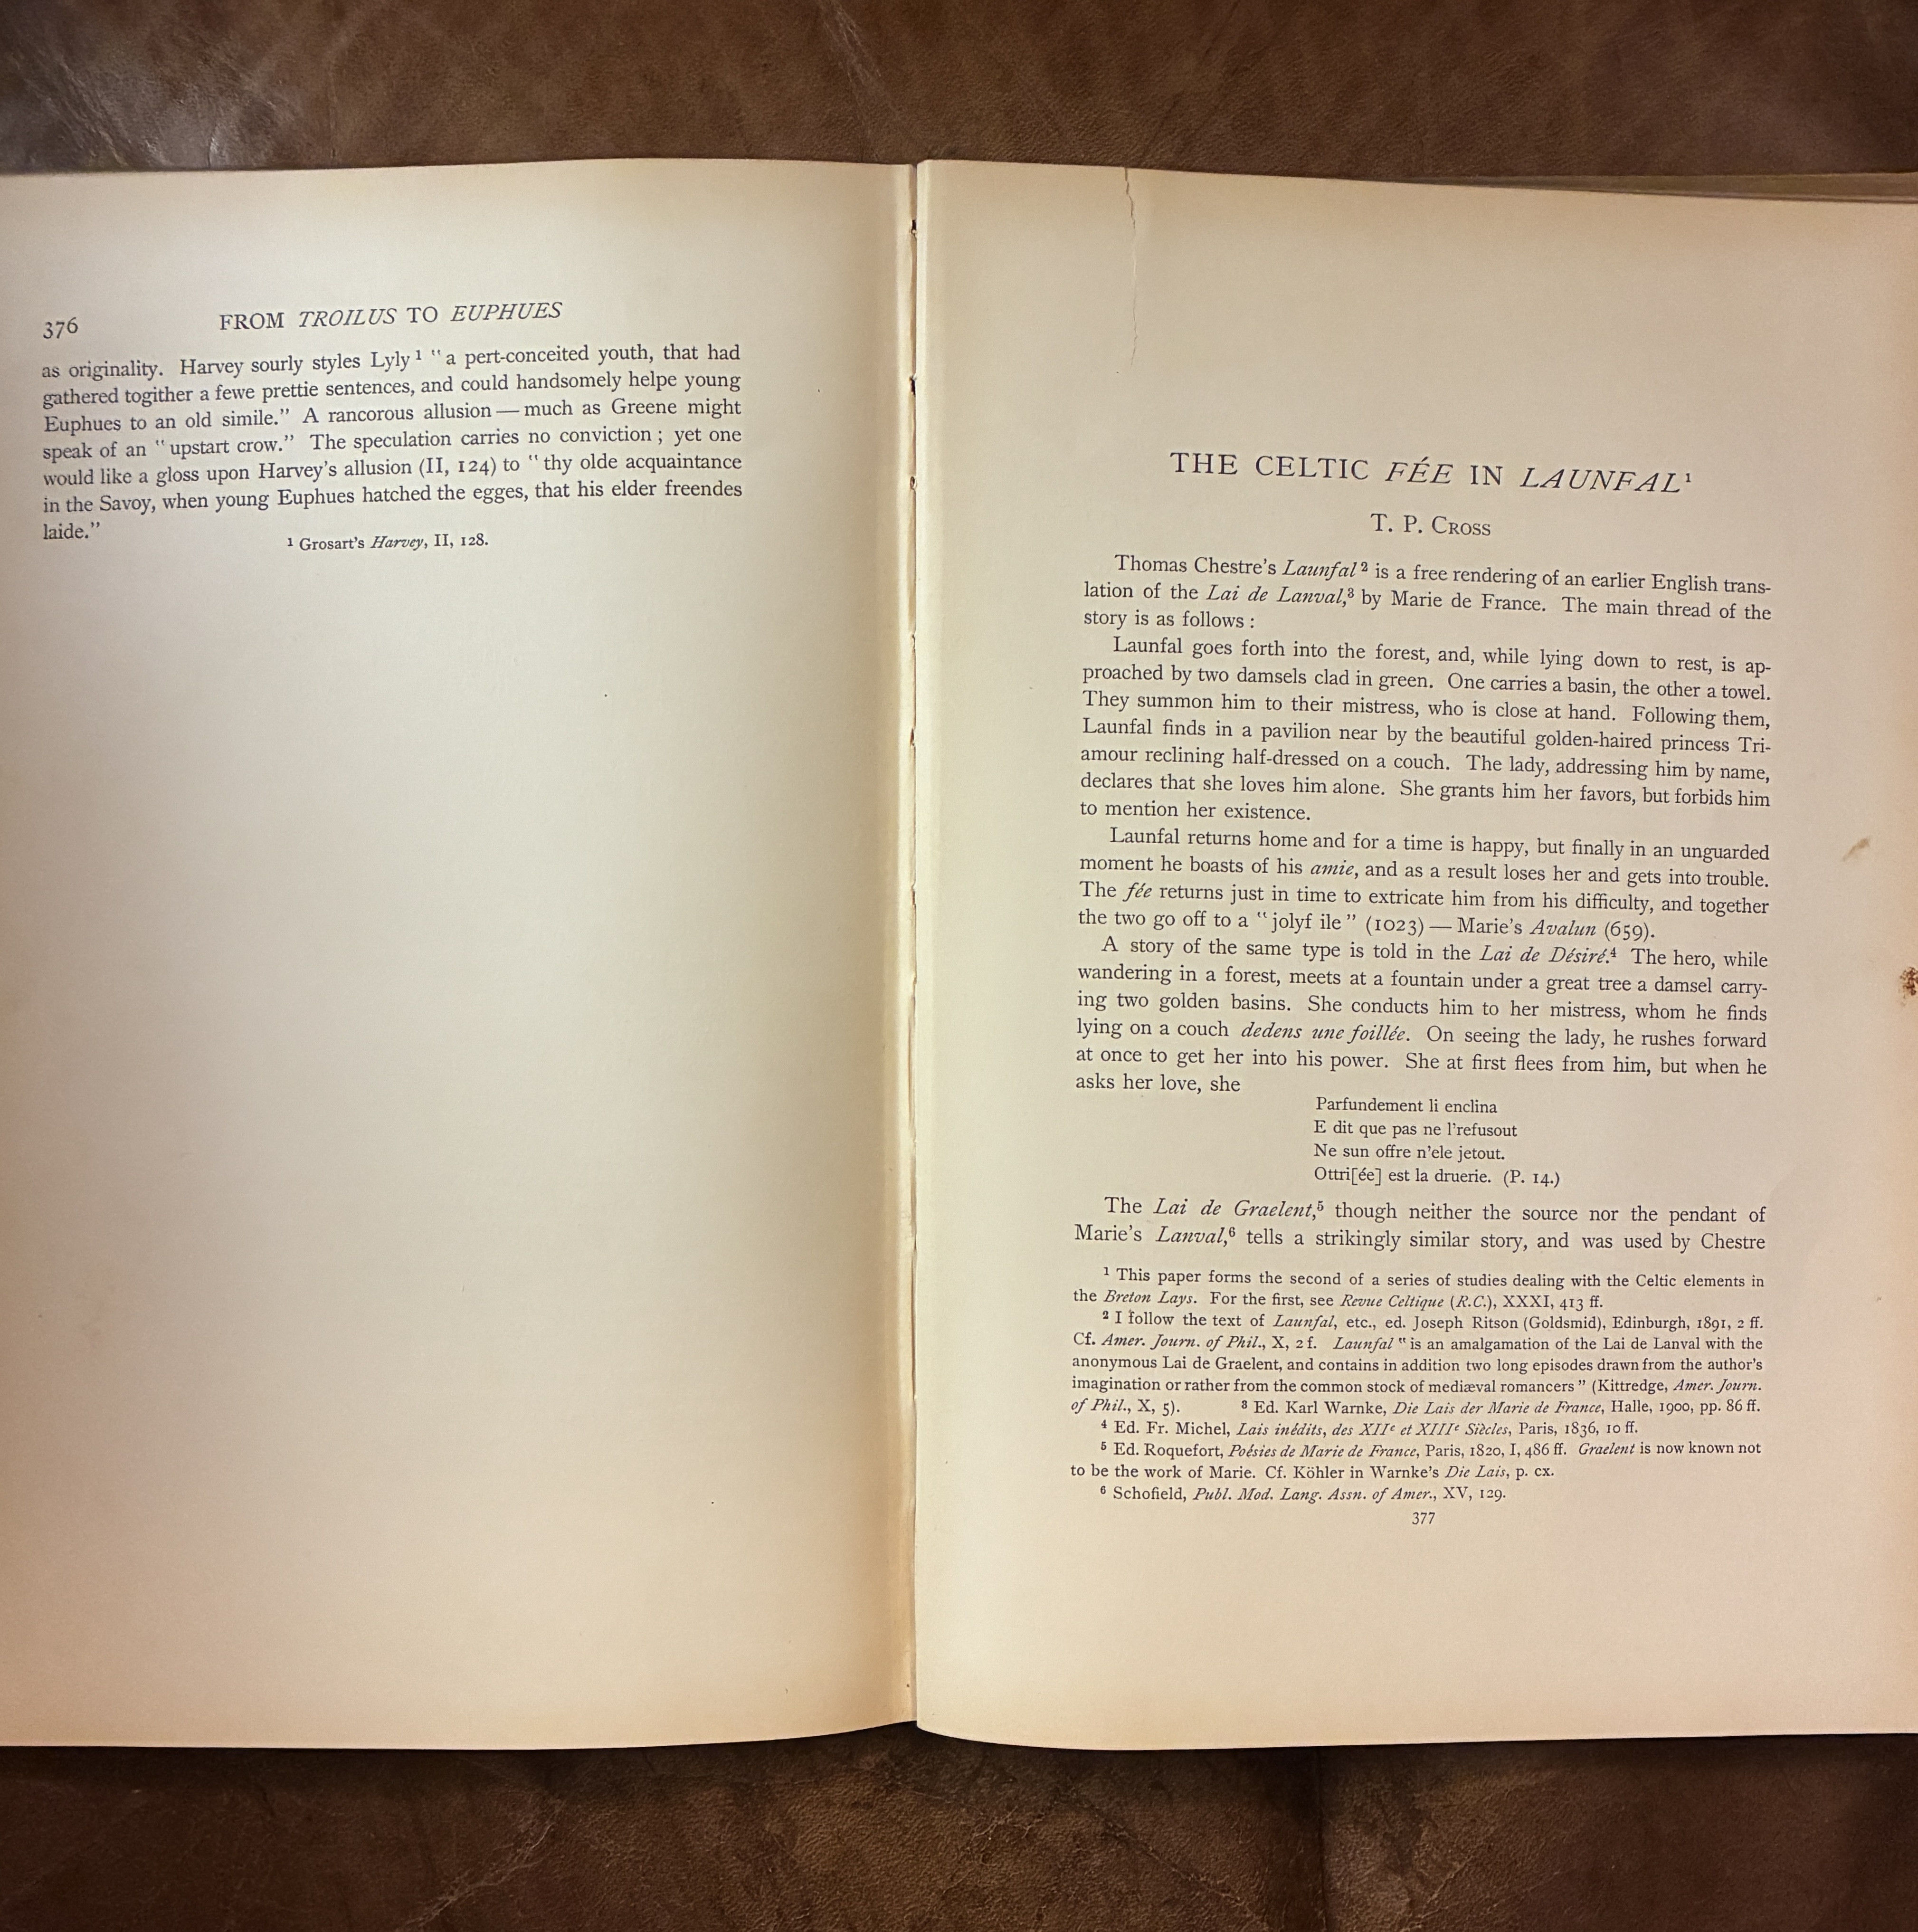 376
FROM TROILUS TO EUPHUES
as originality. Harvey sourly styles Lyly¹ "a pert-conceited youth, that had
gathered togither a fewe prettie sentences, and could handsomely helpe young
Euphues to an old simile." A rancorous allusion — much as Greene might
speak of an "upstart crow." The speculation carries no conviction; yet one
would like a gloss upon Harvey's allusion (II, 124) to "thy olde acquaintance
in the Savoy, when young Euphues hatched the egges, that his elder freendes
laide."
¹ Grosart's Harvey, II, 128.
THE CELTIC FÉE IN LAUNFAL¹
T. P. CROSS
Thomas Chestre's Launfal² is a free rendering of an earlier English trans-
lation of the Lai de Lanval,³ by Marie de France. The main thread of the
story is as follows:
Launfal goes forth into the forest, and, while lying down to rest, is ap-
proached by two damsels clad in green. One carries a basin, the other a towel.
They summon him to their mistress, who is close at hand. Following them,
Launfal finds in a pavilion near by the beautiful golden-haired princess Tri-
amour reclining half-dressed on a couch. The lady, addressing him by name,
declares that she loves him alone. She grants him her favors, but forbids him
to mention her existence.
Launfal returns home and for a time is happy, but finally in an unguarded
moment he boasts of his amie, and as a result loses her and gets into trouble.
The fée returns just in time to extricate him from his difficulty, and together
the two go off to a "jolyf ile" (1023) — Marie's Avalun (659).
A story of the same type is told in the Lai de Désiré.⁴ The hero, while
wandering in a forest, meets at a fountain under a great tree a damsel carry-
ing two golden basins. She conducts him to her mistress, whom he finds
lying on a couch dedens une foillée. On seeing the lady, he rushes forward
at once to get her into his power. She at first flees from him, but when he
asks her love, she
Parfundement li enclina
E dit que pas ne l'refusout
Ne sun offre n'ele jetout.
Ottri[ée] est la druerie. (P. 14.)
The Lai de Graelent,⁵ though neither the source nor the pendant of
Marie's Lanval,⁶ tells a strikingly similar story, and was used by Chestre
¹ This paper forms the second of a series of studies dealing with the Celtic elements in
the Breton Lays. For the first, see Revue Celtique (R.C.), XXXI, 413 ff.
² I follow the text of Launfal, etc., ed. Joseph Ritson (Goldsmid), Edinburgh, 1891, 2 ff.
Cf. Amer. Journ. of Phil., X, 2 f. Launfal "is an amalgamation of the Lai de Lanval with the
anonymous Lai de Graelent, and contains in addition two long episodes drawn from the author's
imagination or rather from the common stock of mediæval romancers" (Kittredge, Amer. Journ.
of Phil., X, 5). ³ Ed. Karl Warnke, Die Lais der Marie de France, Halle, 1900, pp. 86 ff.
⁴ Ed. Fr. Michel, Lais inédits, des XIIᵉ et XIIIᵉ Siècles, Paris, 1836, 10 ff.
⁵ Ed. Roquefort, Poésies de Marie de France, Paris, 1820, I, 486 ff. Graelent is now known not
to be the work of Marie. Cf. Köhler in Warnke's Die Lais, p. cx.
⁶ Schofield, Publ. Mod. Lang. Assn. of Amer., XV, 129.
377